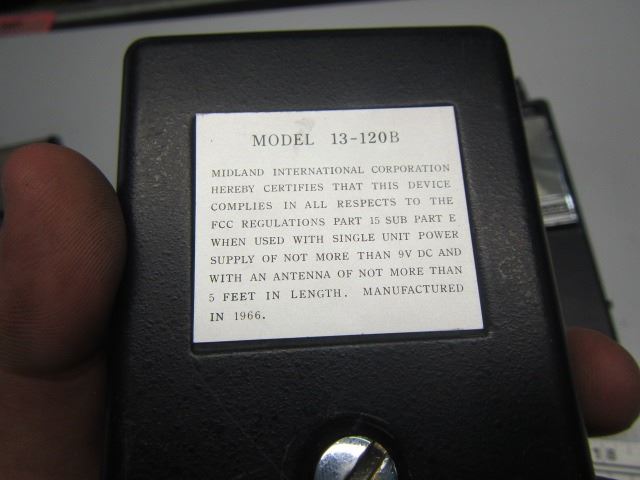 MODEL 13-120B
MIDLAND INTERNATIONAL CORPORATION
HEREBY CERTIFIES THAT THIS DEVICE
COMPLIES IN ALL RESPECTS TO THE
FCC REGULATIONS PART 15 SUB PART E
WHEN USED WITH SINGLE UNIT POWER
SUPPLY OF NOT MORE THAN 9V DC AND
WITH AN ANTENNA OF NOT MORE THAN
5 FEET IN LENGTH. MANUFACTURED
IN 1966.
18